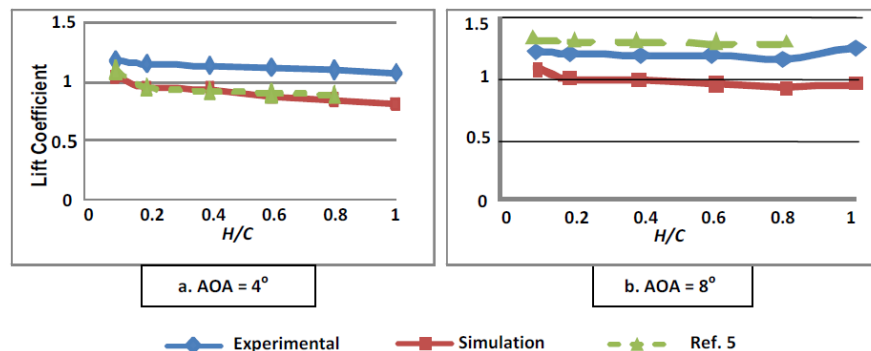 1.5
1
0.5
0
Lift Coefficient
0 0.2 0.4 0.6 0.8 1
H/C
a. AOA = 4°
1.5
1
0.5
0
0 0.2 0.4 0.6 0.8 1
H/C
b. AOA = 8°
Experimental Simulation Ref. 5